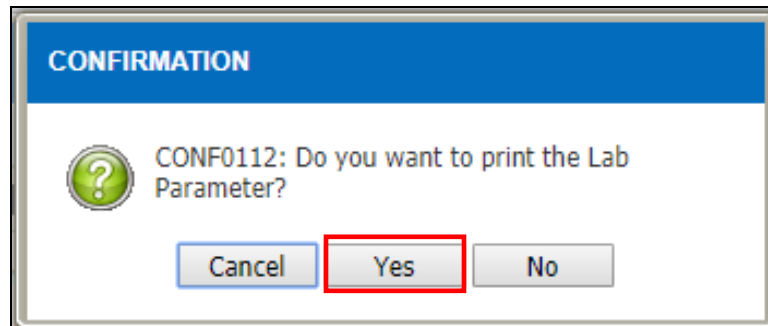 CONFIRMATION
CONF0112: Do you want to print the Lab
Parameter?
Cancel Yes No